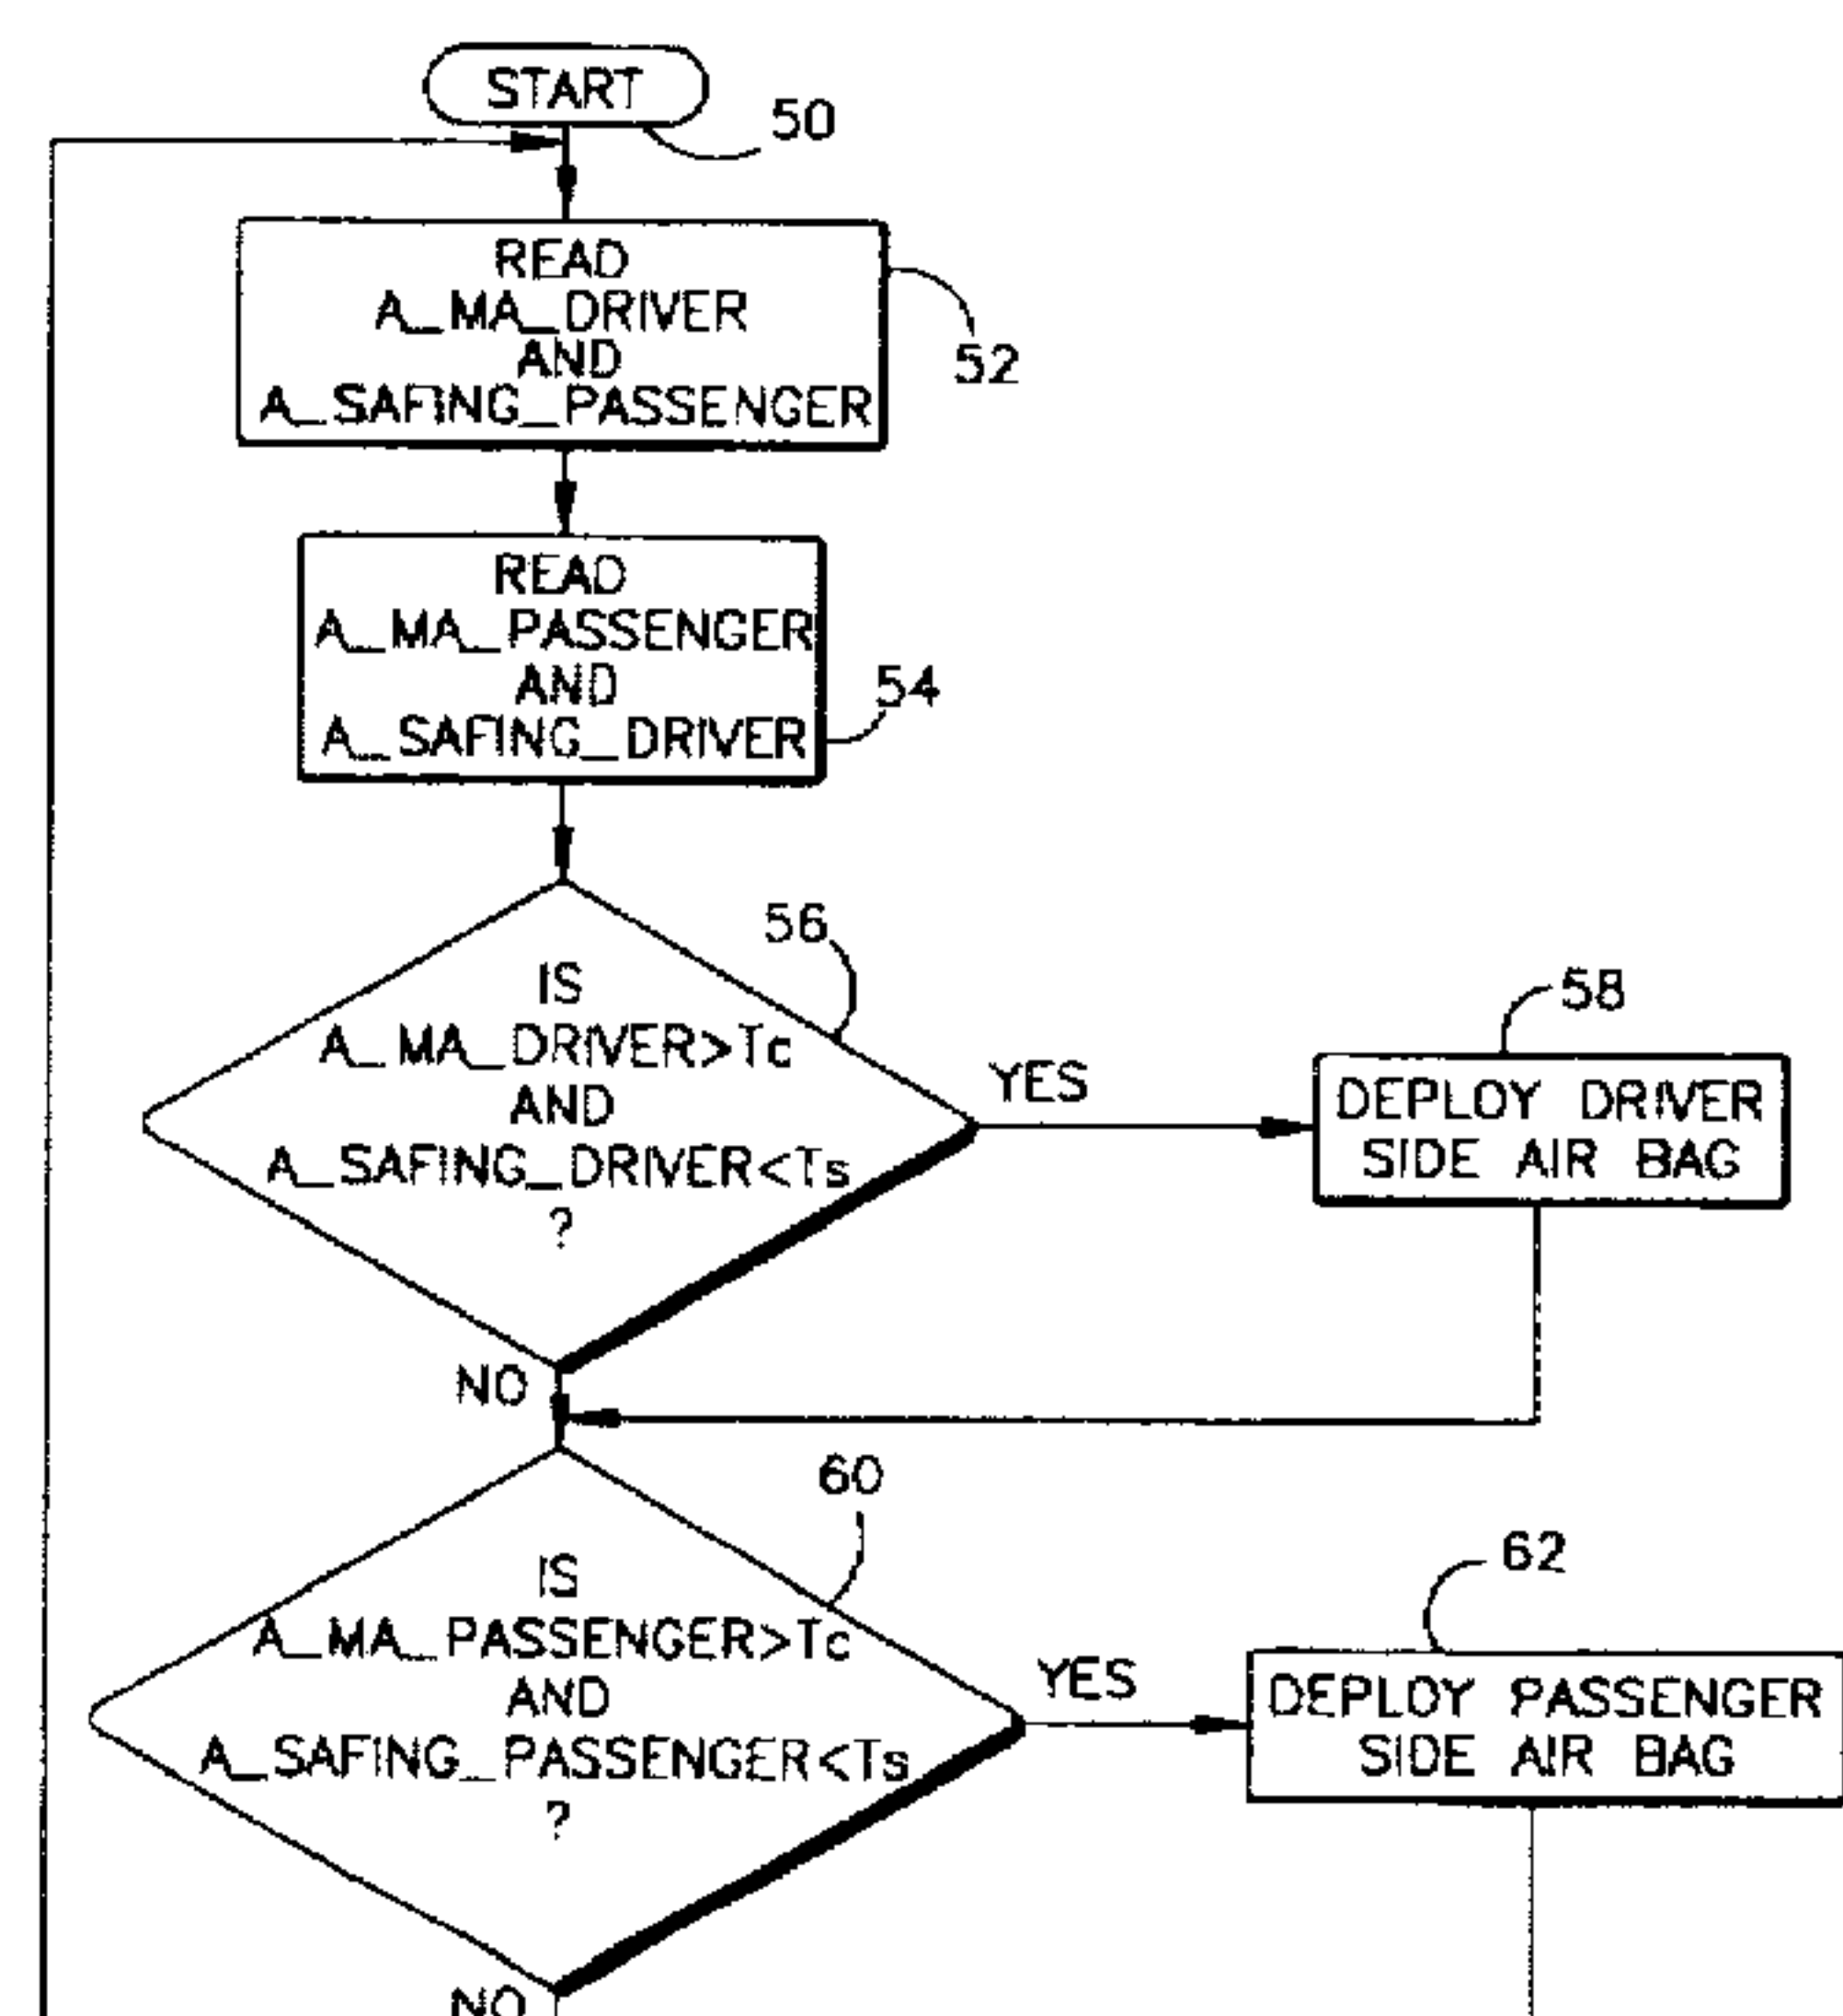 START
50
READ
A_MA_DRIVER
AND
A_SAFING_PASSENGER
52
READ
A_MA_PASSENGER
AND
A_SAFING_DRIVER
54
56
IS
A_MA_DRIVER>Tc
AND
A_SAFING_DRIVER<Ts
?
YES
58
DEPLOY DRIVER
SIDE AIR BAG
NO
60
IS
A_MA_PASSENGER>Tc
AND
A_SAFING_PASSENGER<Ts
?
YES
62
DEPLOY PASSENGER
SIDE AIR BAG
NO